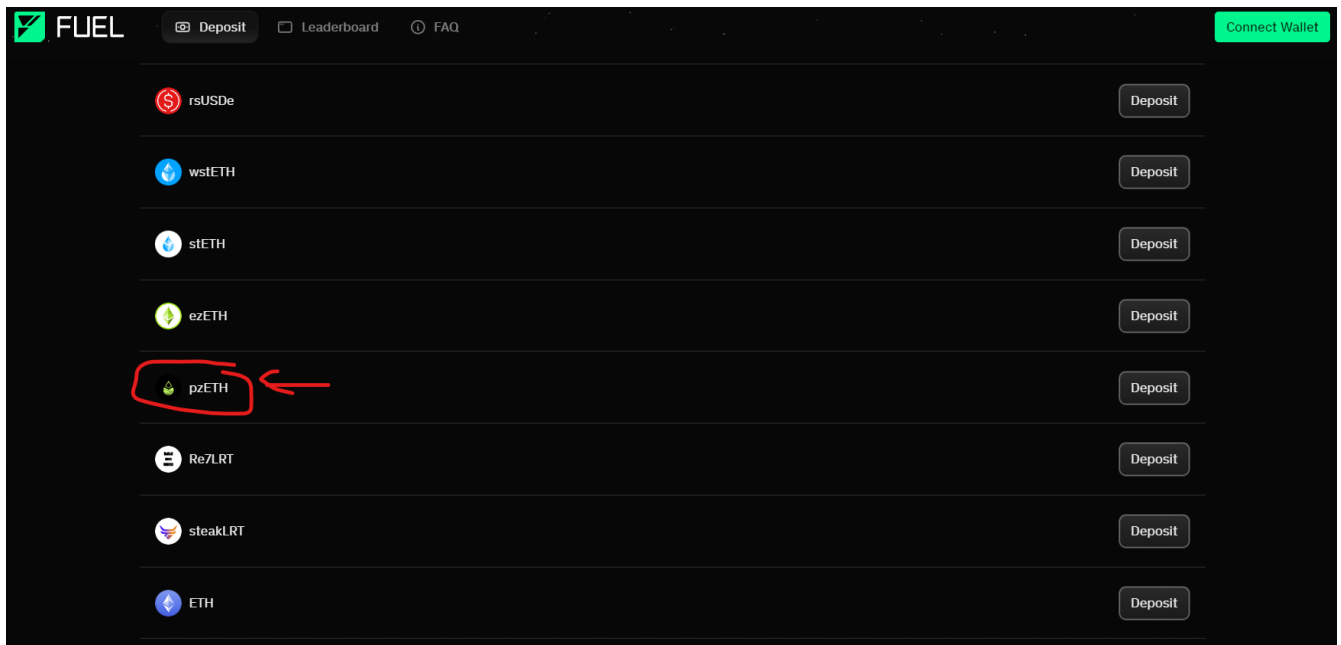 FUEL Deposit Leaderboard FAQ Connect Wallet
rsUSDe Deposit
wstETH Deposit
stETH Deposit
ezETH Deposit
pzETH Deposit
Re7LRT Deposit
steakLRT Deposit
ETH Deposit